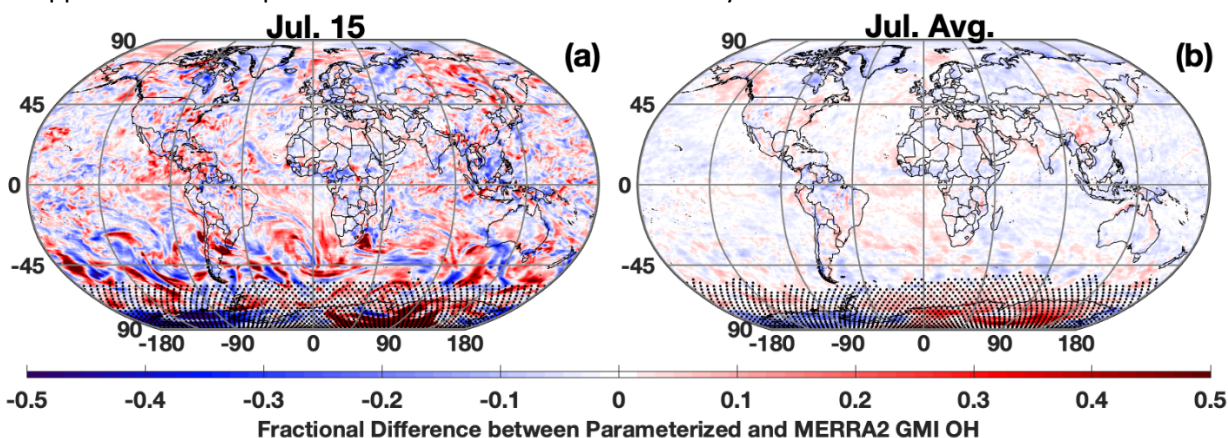 Jul. 15 Jul. Avg.
90 (a) 90 (b)
45 45
0 0
-45 -45
90 90
-180 -90 0 90 180 -180 -90 0 90 180
-0.5 -0.4 -0.3 -0.2 -0.1 0 0.1 0.2 0.3 0.4 0.5
Fractional Difference between Parameterized and MERRA2 GMI OH